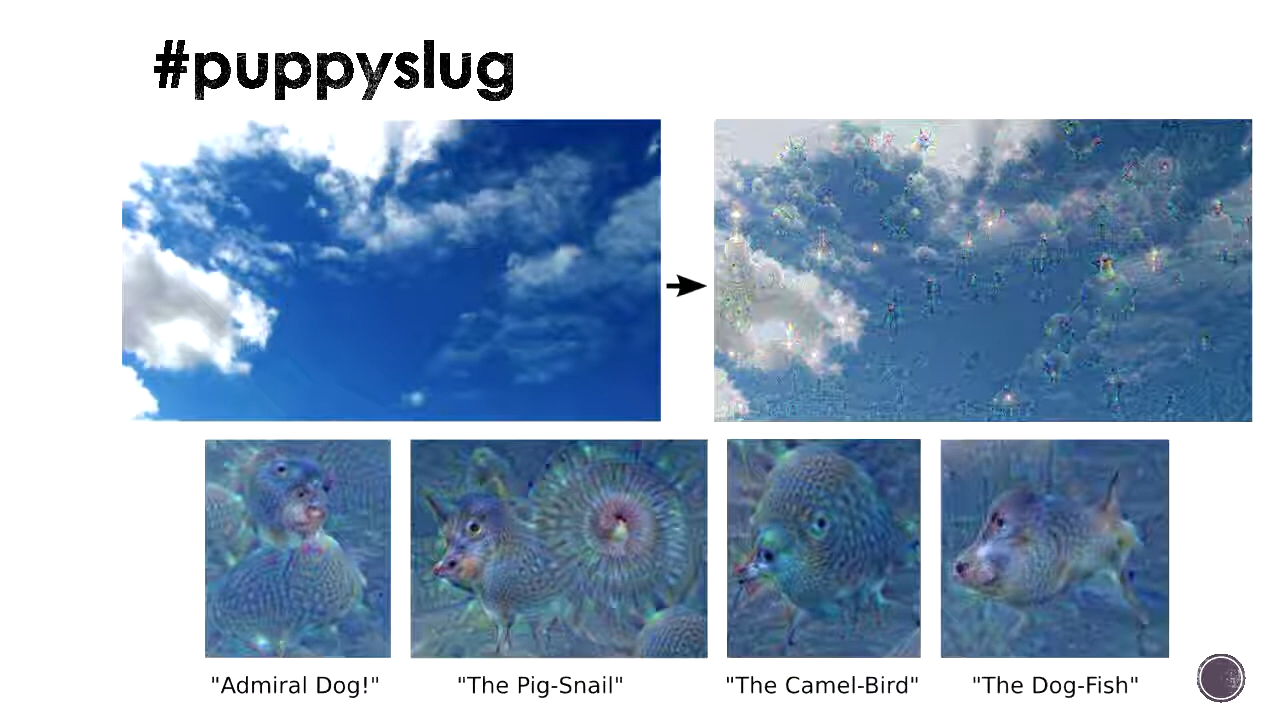 #puppyslug
"Admiral Dog!"
"The Pig-Snail"
"The Camel-Bird"
"The Dog-Fish"